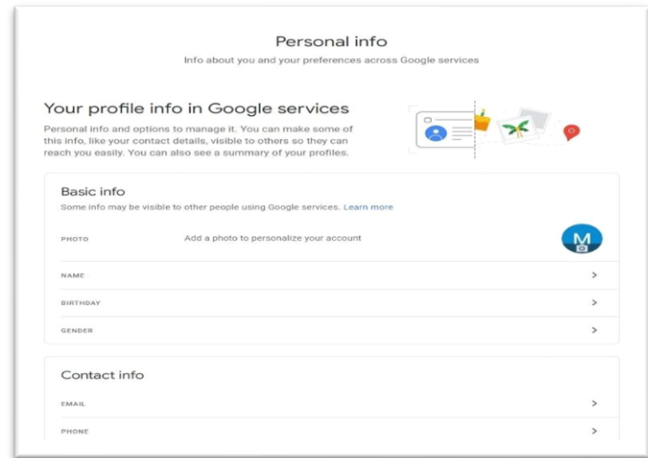 Personal info
Info about you and your preferences across Google services
Your profile info in Google services
Personal info and options to manage it. You can make some of
this info, like your contact details, visible to others so they can
reach you easily. You can also see a summary of your profiles.
Basic info
Some info may be visible to other people using Google services. Learn more
PHOTO Add a photo to personalize your account M
NAME
BIRTHDAY
GENDER
Contact info
EMAIL
PHONE